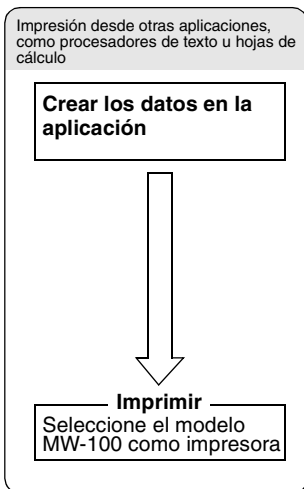 Impresión desde otras aplicaciones,
como procesadores de texto u hojas de
cálculo
Crear los datos en la
aplicación
Imprimir
Seleccione el modelo
MW-100 como impresora